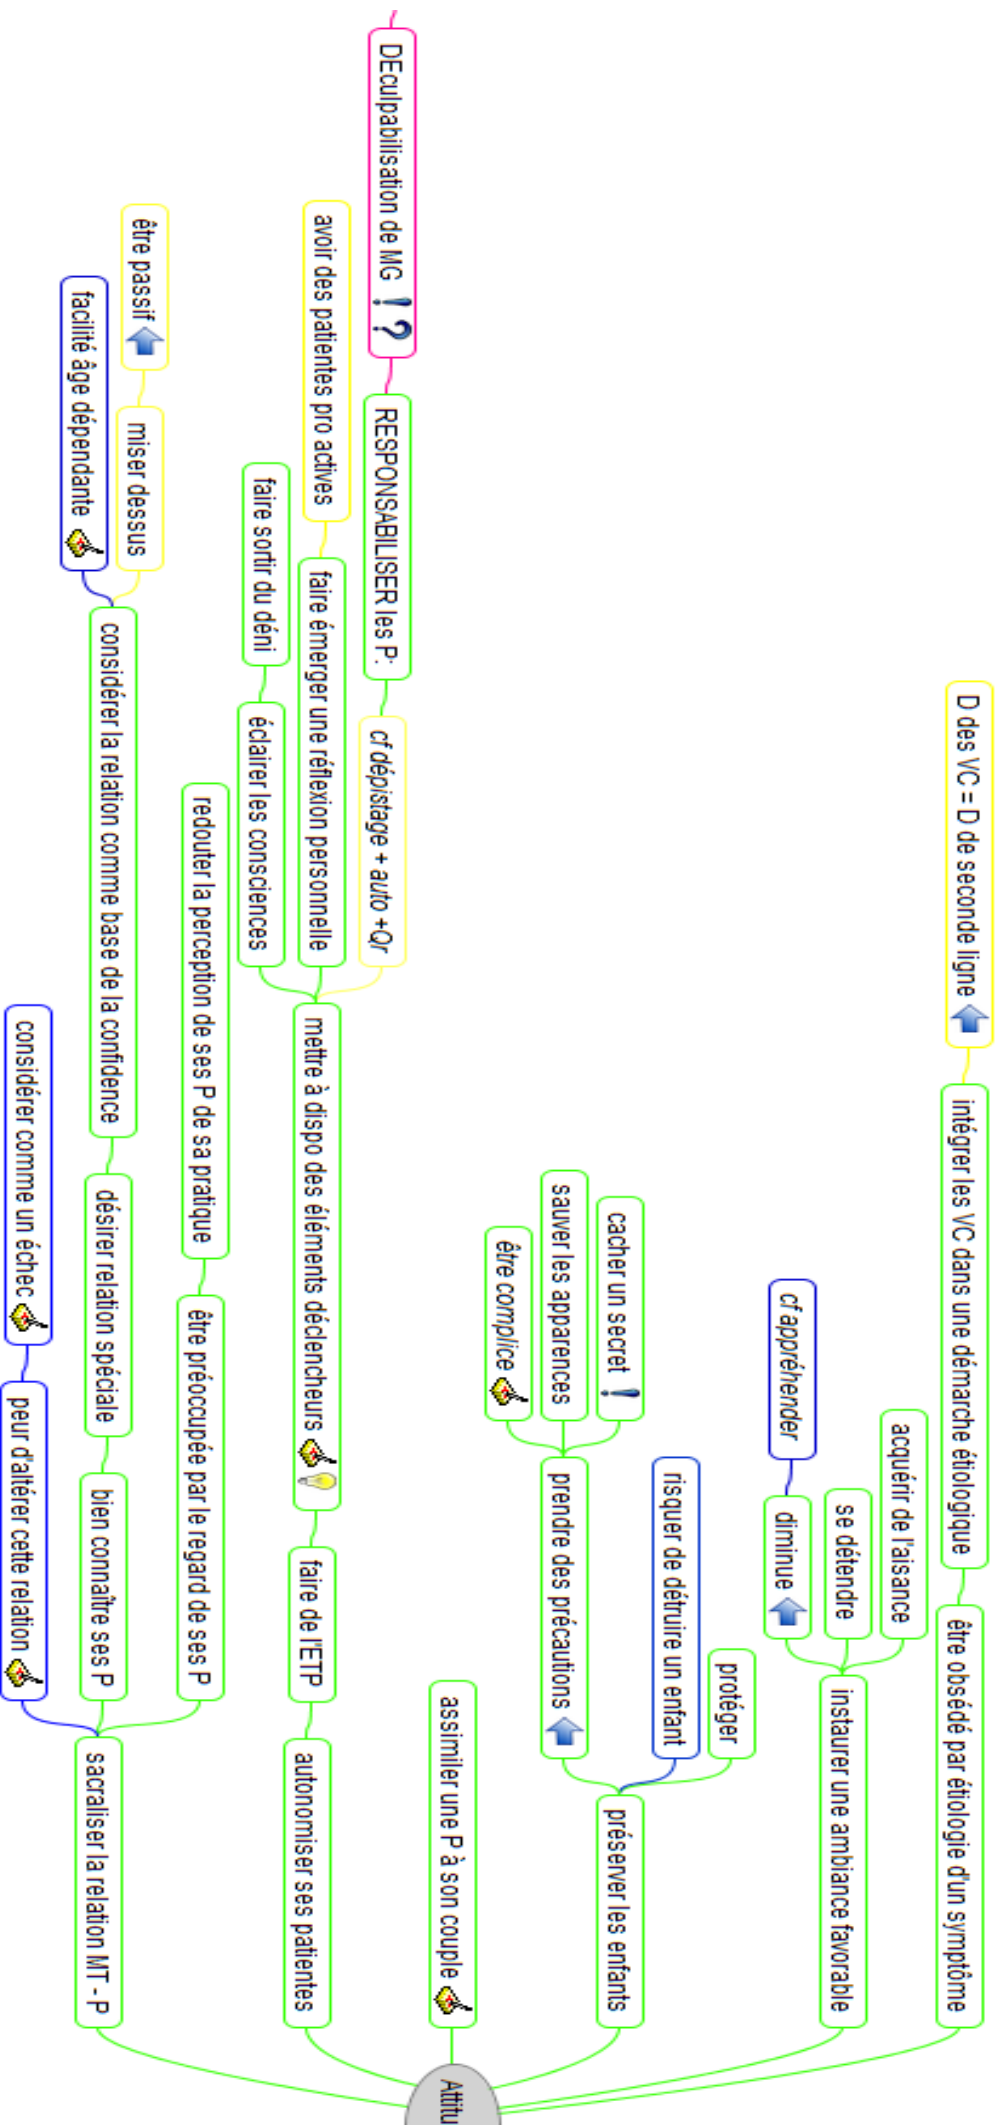 D des VC = D de seconde ligne
intégrer les VC dans une démarche étiologique
être obsédé par étiologie d'un symptôme
acquérir de l'aisance
se détendre
cf appréhender
diminue
instaurer une ambiance favorable
protéger
risquer de détruire un enfant
cacher un secret !
sauver les apparences
être complice
prendre des précautions
préserver les enfants
assimiler une P à son couple
DEculpabilisation de MG ! ?
RESPONSABILISER les P:
cf dépistage + auto +Qr
avoir des patientes pro actives
faire émerger une réflexion personnelle
faire sortir du déni
éclairer les consciences
mettre à dispo des éléments déclencheurs
faire de l'ETP
autonomiser ses patientes
redouter la perception de ses P de sa pratique
être préoccupée par le regard de ses P
être passif
miser dessus
facilité âge dépendante
considérer la relation comme base de la confidence
désirer relation spéciale
bien connaître ses P
considérer comme un échec
peur d'altérer cette relation
sacraliser la relation MT - P
Attitu